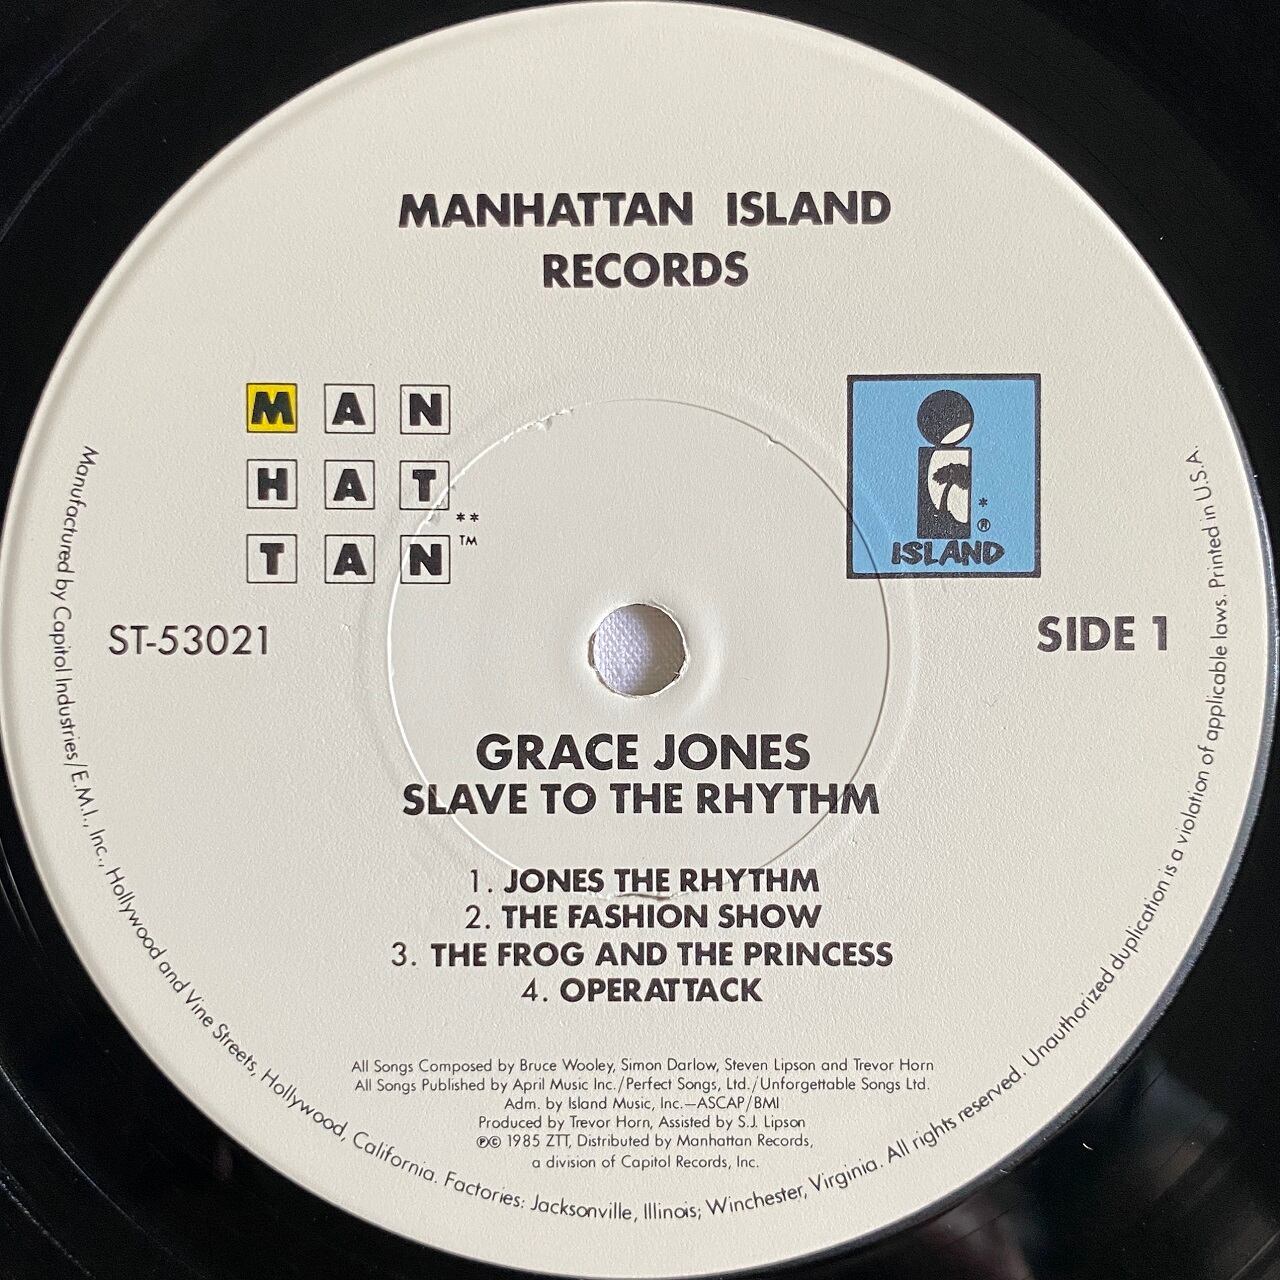 MANHATTAN ISLAND
RECORDS
M A N
H A T
T A N
**
TM
*
®
ISLAND
ST-53021
SIDE 1
GRACE JONES
SLAVE TO THE RHYTHM
1. JONES THE RHYTHM
2. THE FASHION SHOW
3. THE FROG AND THE PRINCESS
4. OPERATTACK
All Songs Composed by Bruce Wooley, Simon Darlow, Steven Lipson and Trevor Horn
All Songs Published by April Music Inc./Perfect Songs, Ltd./Unforgettable Songs Ltd.
Adm. by Island Music, Inc.—ASCAP/BMI
Produced by Trevor Horn, Assisted by S.J. Lipson
℗© 1985 ZTT, Distributed by Manhattan Records,
a division of Capitol Records, Inc.
Manufactured by Capitol Industries/E.M.I., Inc., Hollywood and Vine Streets, Hollywood, California. Factories: Jacksonville, Illinois; Winchester, Virginia. All rights reserved. Unauthorized duplication is a violation of applicable laws. Printed in U.S.A.